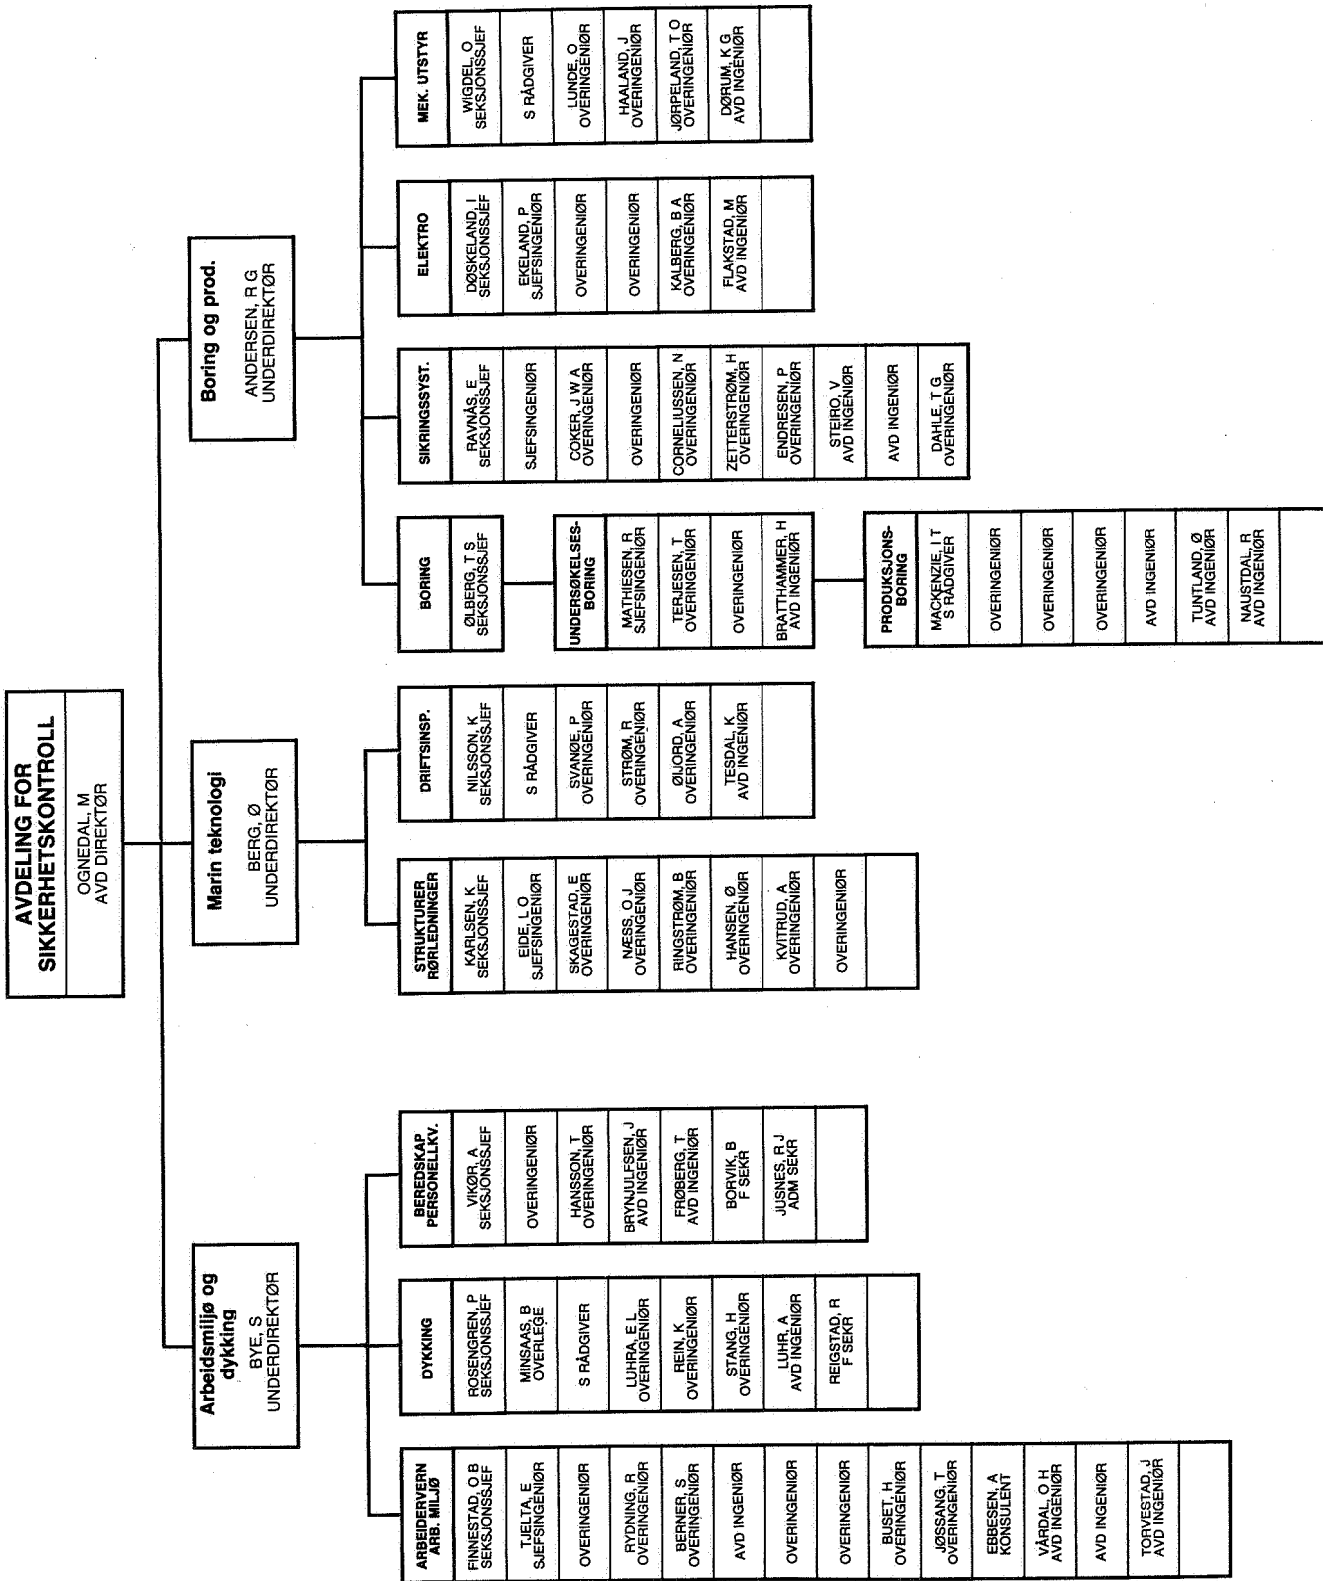 AVDELING FOR
SIKKERHETSKONTROLL
OGNEDAL, M
AVD DIREKTØR
Arbeidsmiljø og
dykking
BYE, S
UNDERDIREKTØR
Marin teknologi
BERG, Ø
UNDERDIREKTØR
Boring og prod.
ANDERSEN, R G
UNDERDIREKTØR
ARBEIDERVERN
ARB. MILJØ
FINNESTAD, O B
SEKSJONSSJEF
TJELTA, E
SJEFSINGENIØR
OVERINGENIØR
RYDNING, R
OVERINGENIØR
BERNER, S
OVERINGENIØR
AVD INGENIØR
OVERINGENIØR
OVERINGENIØR
BUSET, H
OVERINGENIØR
JØSSANG, T
OVERINGENIØR
EBBESEN, A
KONSULENT
VÅRDAL, O H
AVD INGENIØR
AVD INGENIØR
TORVESTAD, J
AVD INGENIØR
DYKKING
ROSENGREN, P
SEKSJONSSJEF
MINSAAS, B
OVERLEGE
S RÅDGIVER
LUHRA, E L
OVERINGENIØR
REIN, K
OVERINGENIØR
STANG, H
OVERINGENIØR
LUHR, A
AVD INGENIØR
REIGSTAD, R
F SEKR
BEREDSKAP
PERSONELLKV.
VIKØR, A
SEKSJONSSJEF
OVERINGENIØR
HANSSON, T
OVERINGENIØR
BRYNJULFSEN, J
AVD INGENIØR
FRØBERG, T
AVD INGENIØR
BORVIK, B
F SEKR
JUSNES, R J
ADM SEKR
STRUKTURER
RØRLEDNINGER
KARLSEN, K
SEKSJONSSJEF
EIDE, L O
SJEFSINGENIØR
SKAGESTAD, E
OVERINGENIØR
NÆSS, O J
OVERINGENIØR
RINGSTRØM, B
OVERINGENIØR
HANSEN, Ø
OVERINGENIØR
KVITRUD, A
OVERINGENIØR
OVERINGENIØR
DRIFTSINSP.
NILSSON, K
SEKSJONSSJEF
S RÅDGIVER
SVANØE, P
OVERINGENIØR
STRØM, R
OVERINGENIØR
ØIJORD, A
OVERINGENIØR
TESDAL, K
AVD INGENIØR
BORING
ØLBERG, T S
SEKSJONSSJEF
UNDERSØKELSES-
BORING
MATHIESEN, R
SJEFSINGENIØR
TERJESEN, T
OVERINGENIØR
OVERINGENIØR
BRATTHAMMER, H
AVD INGENIØR
PRODUKSJONS-
BORING
MACKENZIE, I T
S RÅDGIVER
OVERINGENIØR
OVERINGENIØR
OVERINGENIØR
AVD INGENIØR
TUNTLAND, Ø
AVD INGENIØR
NAUSTDAL, R
AVD INGENIØR
SIKRINGSSYST.
RAVNÅS, E
SEKSJONSSJEF
SJEFSINGENIØR
COKER, J W A
OVERINGENIØR
OVERINGENIØR
CORNELIUSSEN, N
OVERINGENIØR
ZETTERSTRØM, H
OVERINGENIØR
ENDRESEN, P
OVERINGENIØR
STEIRO, V
AVD INGENIØR
AVD INGENIØR
DAHLE, T G
OVERINGENIØR
ELEKTRO
DØSKELAND, I
SEKSJONSSJEF
EKELAND, P
SJEFSINGENIØR
OVERINGENIØR
OVERINGENIØR
KALBERG, B A
OVERINGENIØR
FLAKSTAD, M
AVD INGENIØR
MEK. UTSTYR
WIGDEL, O
SEKSJONSSJEF
S RÅDGIVER
LUNDE, O
OVERINGENIØR
HAALAND, J
OVERINGENIØR
JØRPELAND, T O
OVERINGENIØR
DØRUM, K G
AVD INGENIØR